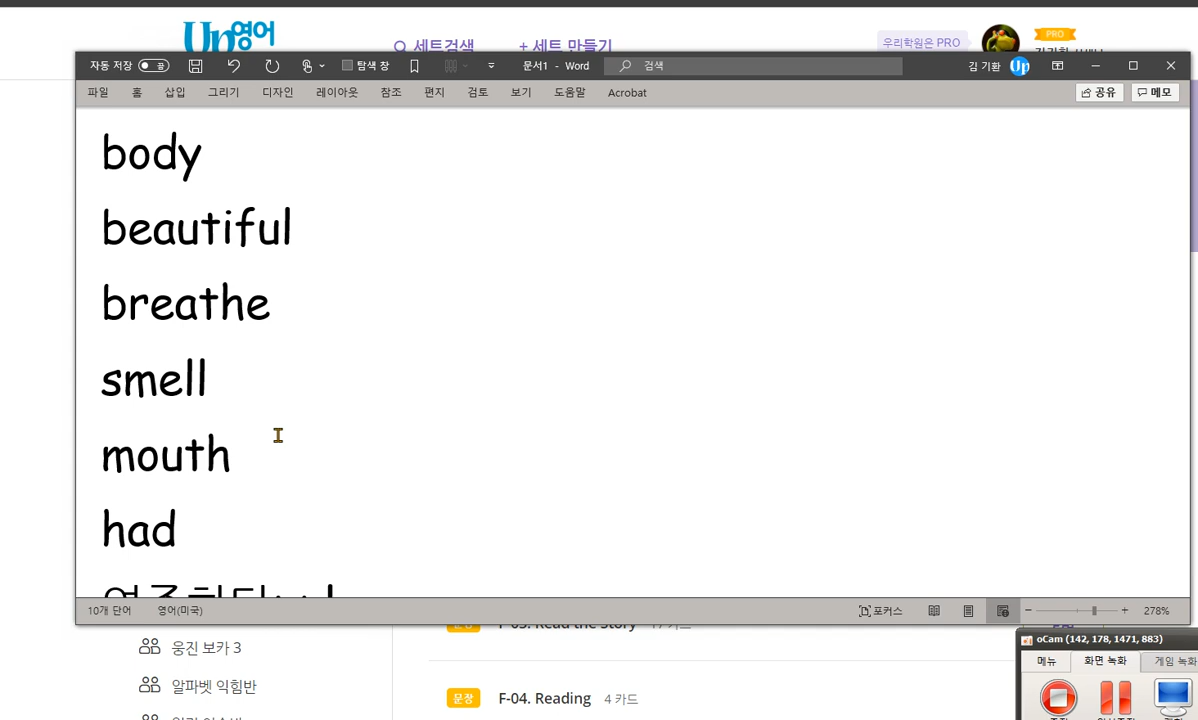 Up영어
세트검색
+ 세트 만들기
우리학원은 PRO
PRO
자동 저장
탐색 창
문서1 - Word
검색
김 기환
Up
파일 홈 삽입 그리기 디자인 레이아웃 참조 편지 검토 보기 도움말 Acrobat
공유
메모
body
beautiful
breathe
smell
mouth
had
10개 단어 영어(미국)
포커스
278%
웅진 보카 3
알파벳 익힘반
문장 F-04. Reading 4 카드
oCam (142, 178, 1471, 883)
메뉴 화면 녹화 게임 녹화